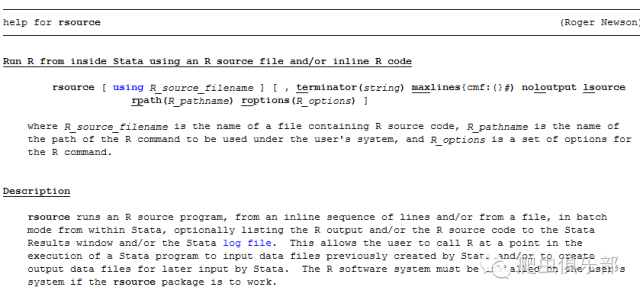 help for rsource (Roger Newson)
Run R from inside Stata using an R source file and/or inline R code
rsource [ using R_source_filename ] [ , terminator(string) maxlines{cmf:(}#) noloutput lsource
rpath(R_pathname) roptions(R_options) ]
where R_source_filename is the name of a file containing R source code, R_pathname is the name of
the path of the R command to be used under the user's system, and R_options is a set of options for
the R command.
Description
rsource runs an R source program, from an inline sequence of lines and/or from a file, in batch
mode from within Stata, optionally listing the R output and/or the R source code to the Stata
Results window and/or the Stata log file. This allows the user to call R at a point in the
execution of a Stata program to input data files previously created by Stata and/or to create
output data files for later input by Stata. The R software system must be installed on the user's
system if the rsource package is to work.
爬虫俱乐部